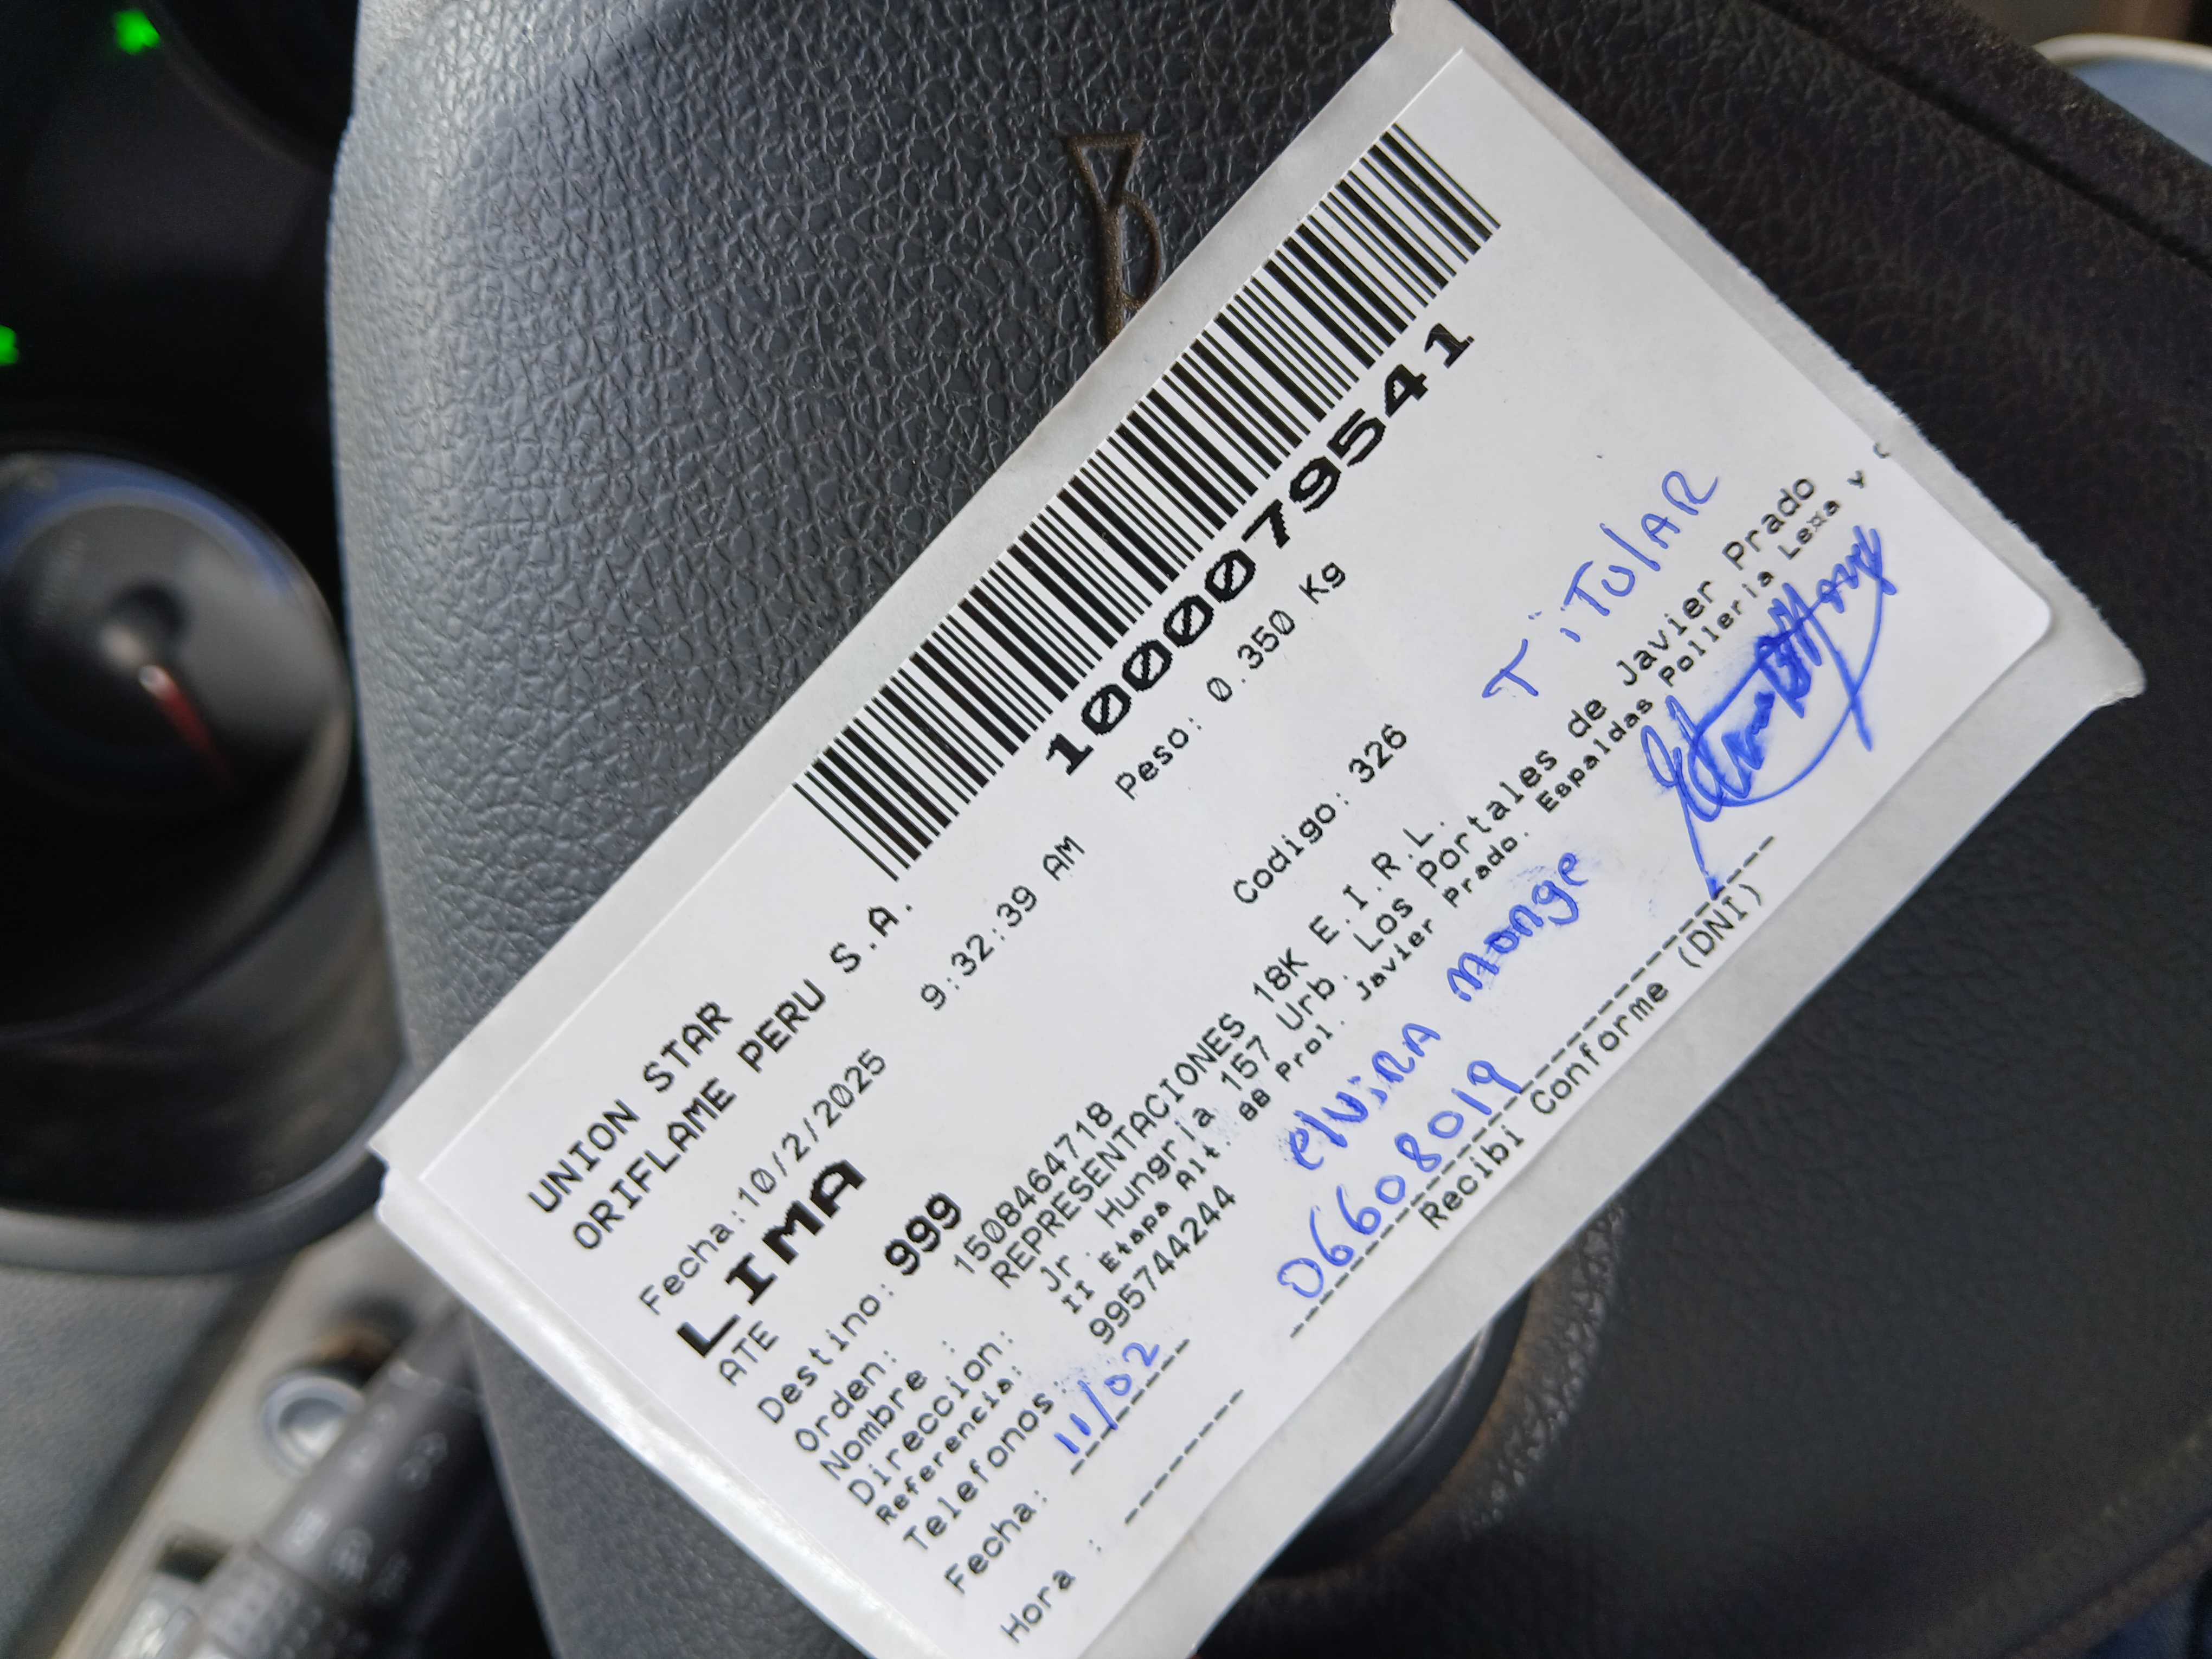 1000079541
UNION STAR
ORIFLAME PERU S.A.
Peso: 0.350 Kg
Fecha:10/2/2025 9:32:39 AM
LIMA
ATE
Destino: 999 Codigo: 326
Orden: 1508464718
Nombre : REPRESENTACIONES 18K E.I.R.L. TiTUlAR
Direccion: Jr. Hungria 157 Urb. Los Portales de Javier Prado
Referencia: II Etapa Alt. 88 Prol. Javier Prado. Espaldas Polleria Lexa y
Telefonos: 995744244
elviRA monge
Fecha: 11/02 06608019
Hora : Recibi Conforme (DNI)